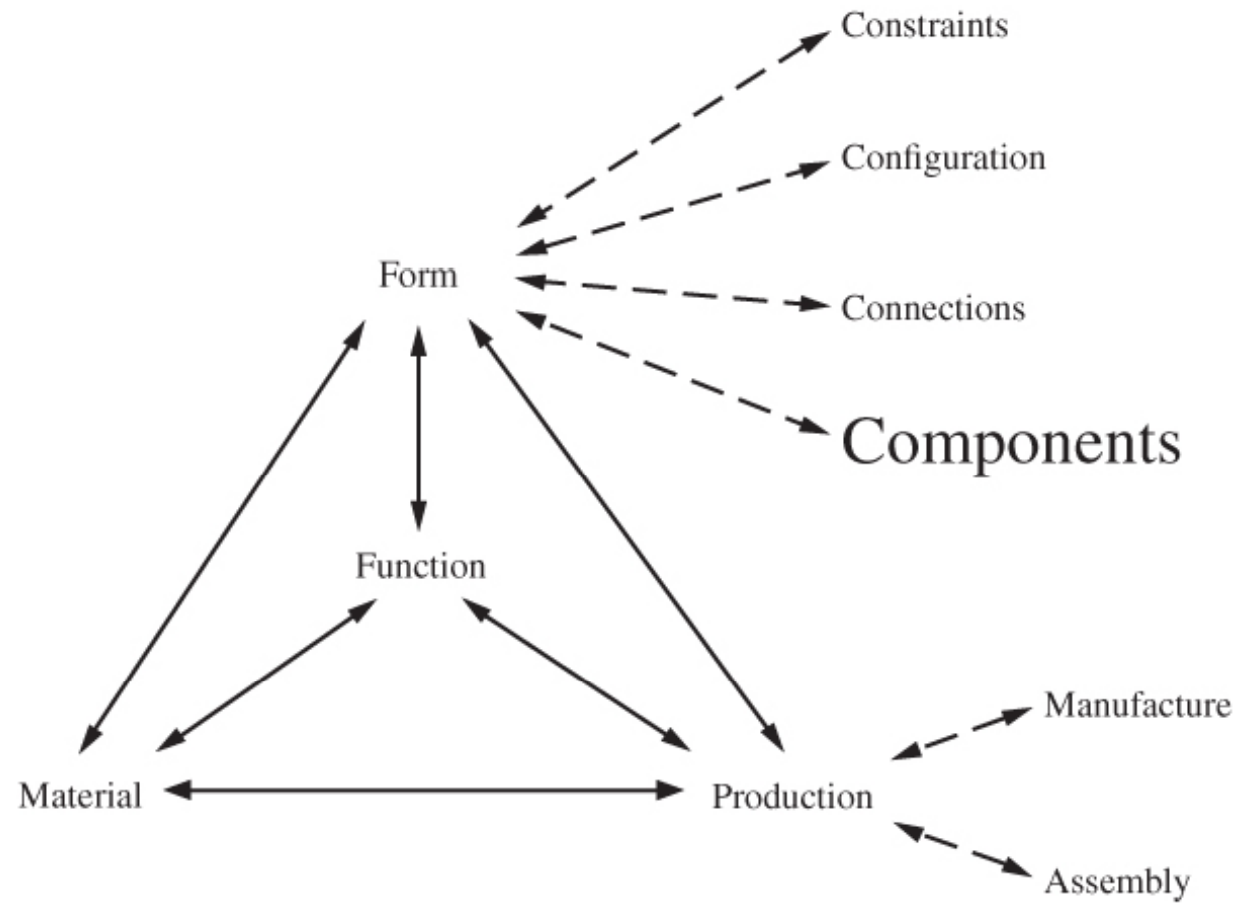 Constraints
Configuration
Form
Connections
Components
Function
Manufacture
Material
Production
Assembly